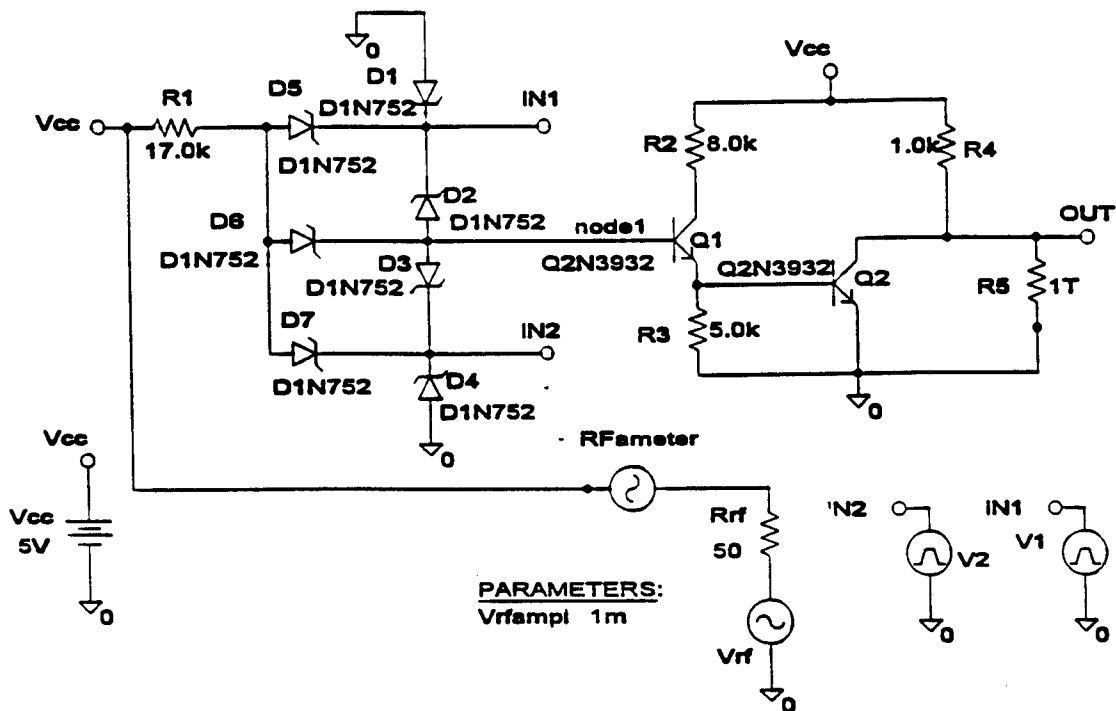 0
Vcc
D1
D5
R1
D1N752
IN1
Vcc
17.0k
D1N752
R2
8.0k
1.0k
R4
D2
D1N752
D6
node1
OUT
D1N752
D3
Q2N3932
Q1
Q2N3932
Q2
D1N752
R5
1T
D7
IN2
R3
5.0k
D1N752
D4
D1N752
0
0
RFameter
Vcc
Vcc
5V
Rrf
50
IN2
IN1
V2
V1
PARAMETERS:
Vrfampl 1m
0
Vrf
0
0
0